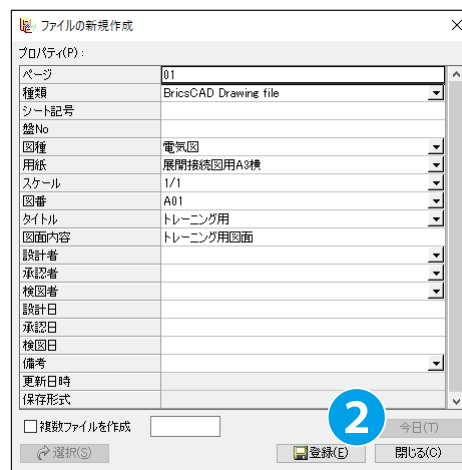 ファイルの新規作成
プロパティ(P):
ページ 01
種類 BricsCAD Drawing file
シート記号
盤No
図種 電気図
用紙 展開接続図用A3横
スケール 1/1
図番 A01
タイトル トレーニング用
図面内容 トレーニング用図面
設計者
承認者
検図者
設計日
承認日
検図日
備考
更新日時
保存形式
複数ファイルを作成 今日(T)
2
選択(S) 登録(E) 閉じる(C)